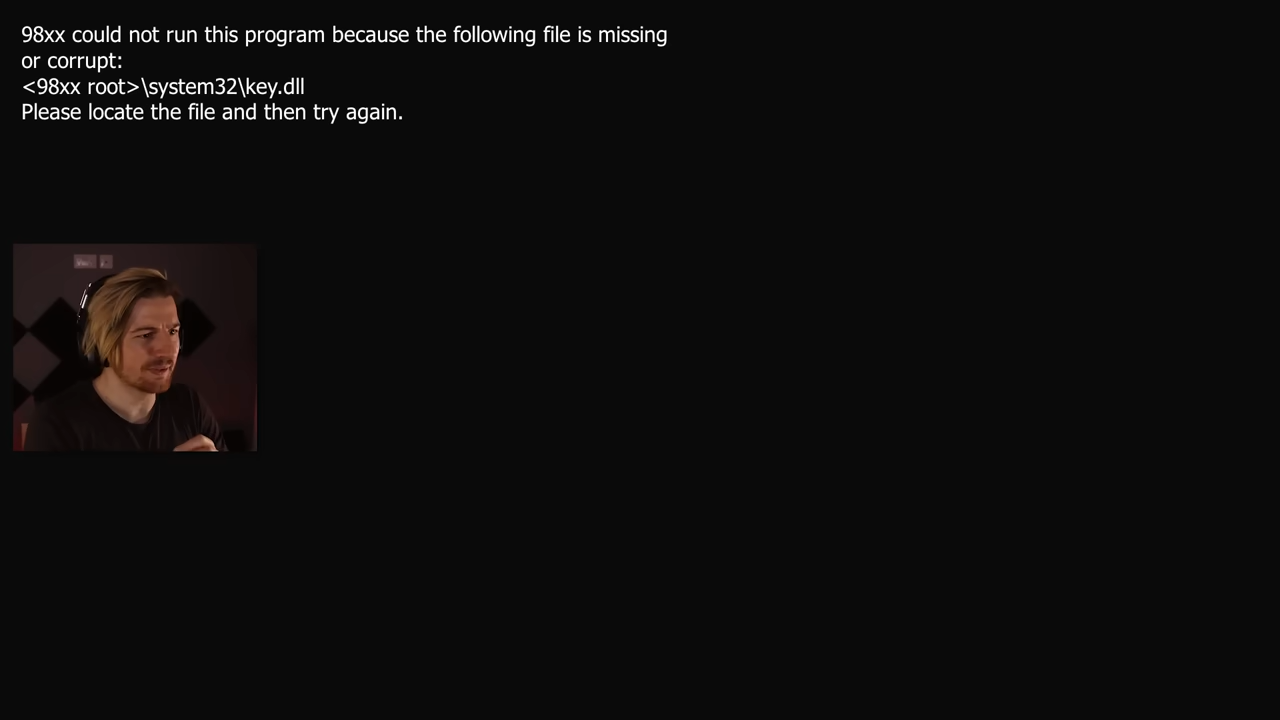 98xx could not run this program because the following file is missing
or corrupt:
<98xx root>\system32\key.dll
Please locate the file and then try again.